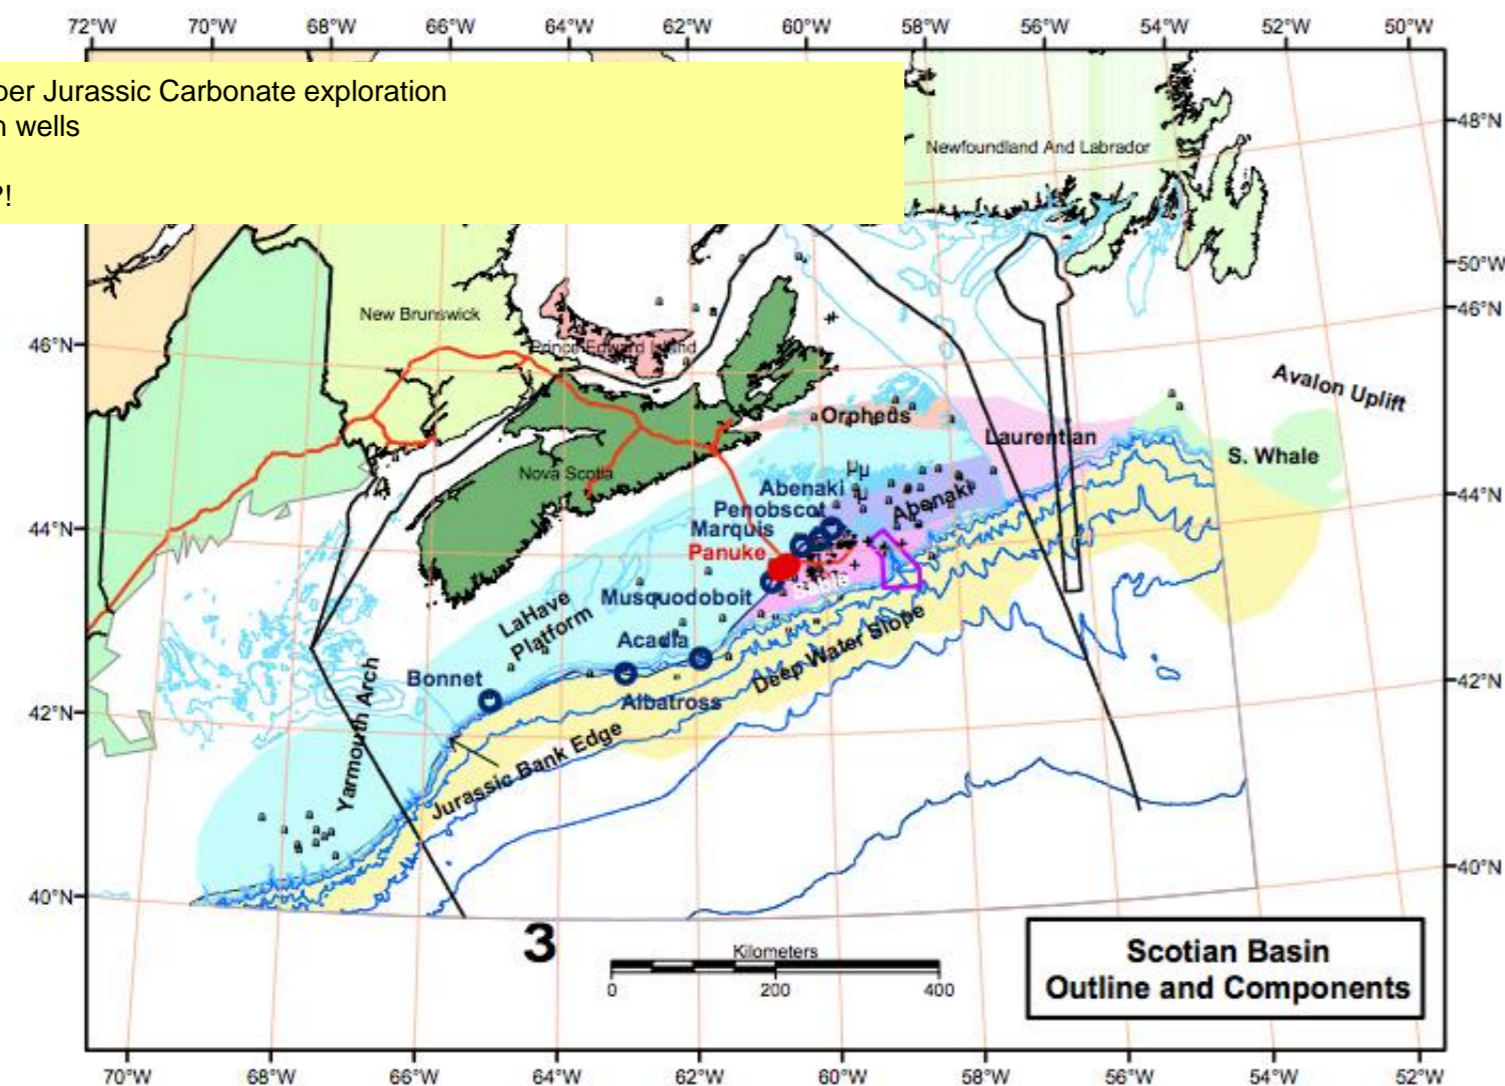 72°W 70°W 68°W 66°W 64°W 62°W 60°W 58°W 56°W 54°W 52°W 50°W
per Jurassic Carbonate exploration
n wells
?!
48°N
Newfoundland And Labrador
50°W
46°N
New Brunswick
Prince Edward Island
46°N
Avalon Uplift
Orpheus
Laurentian
S. Whale
Nova Scotia
µµ
µ
Abenaki
Abenaki
44°N
Penobscot
Marquis
44°N
Panuke
Sable
Musquodoboit
LaHave
Platform
Acadia
Deep Water Slope
Bonnet
Albatross
42°N
42°N
Yarmouth Arch
Jurassic Bank Edge
40°N
40°N
3
Kilometers
0 200 400
Scotian Basin
Outline and Components
70°W 68°W 66°W 64°W 62°W 60°W 58°W 56°W 54°W 52°W